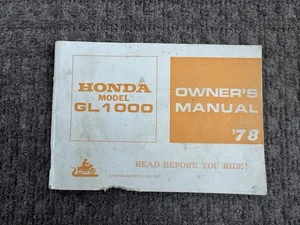 HONDA
MODEL
GL1000
OWNER'S
MANUAL
'78
READ BEFORE YOU RIDE!